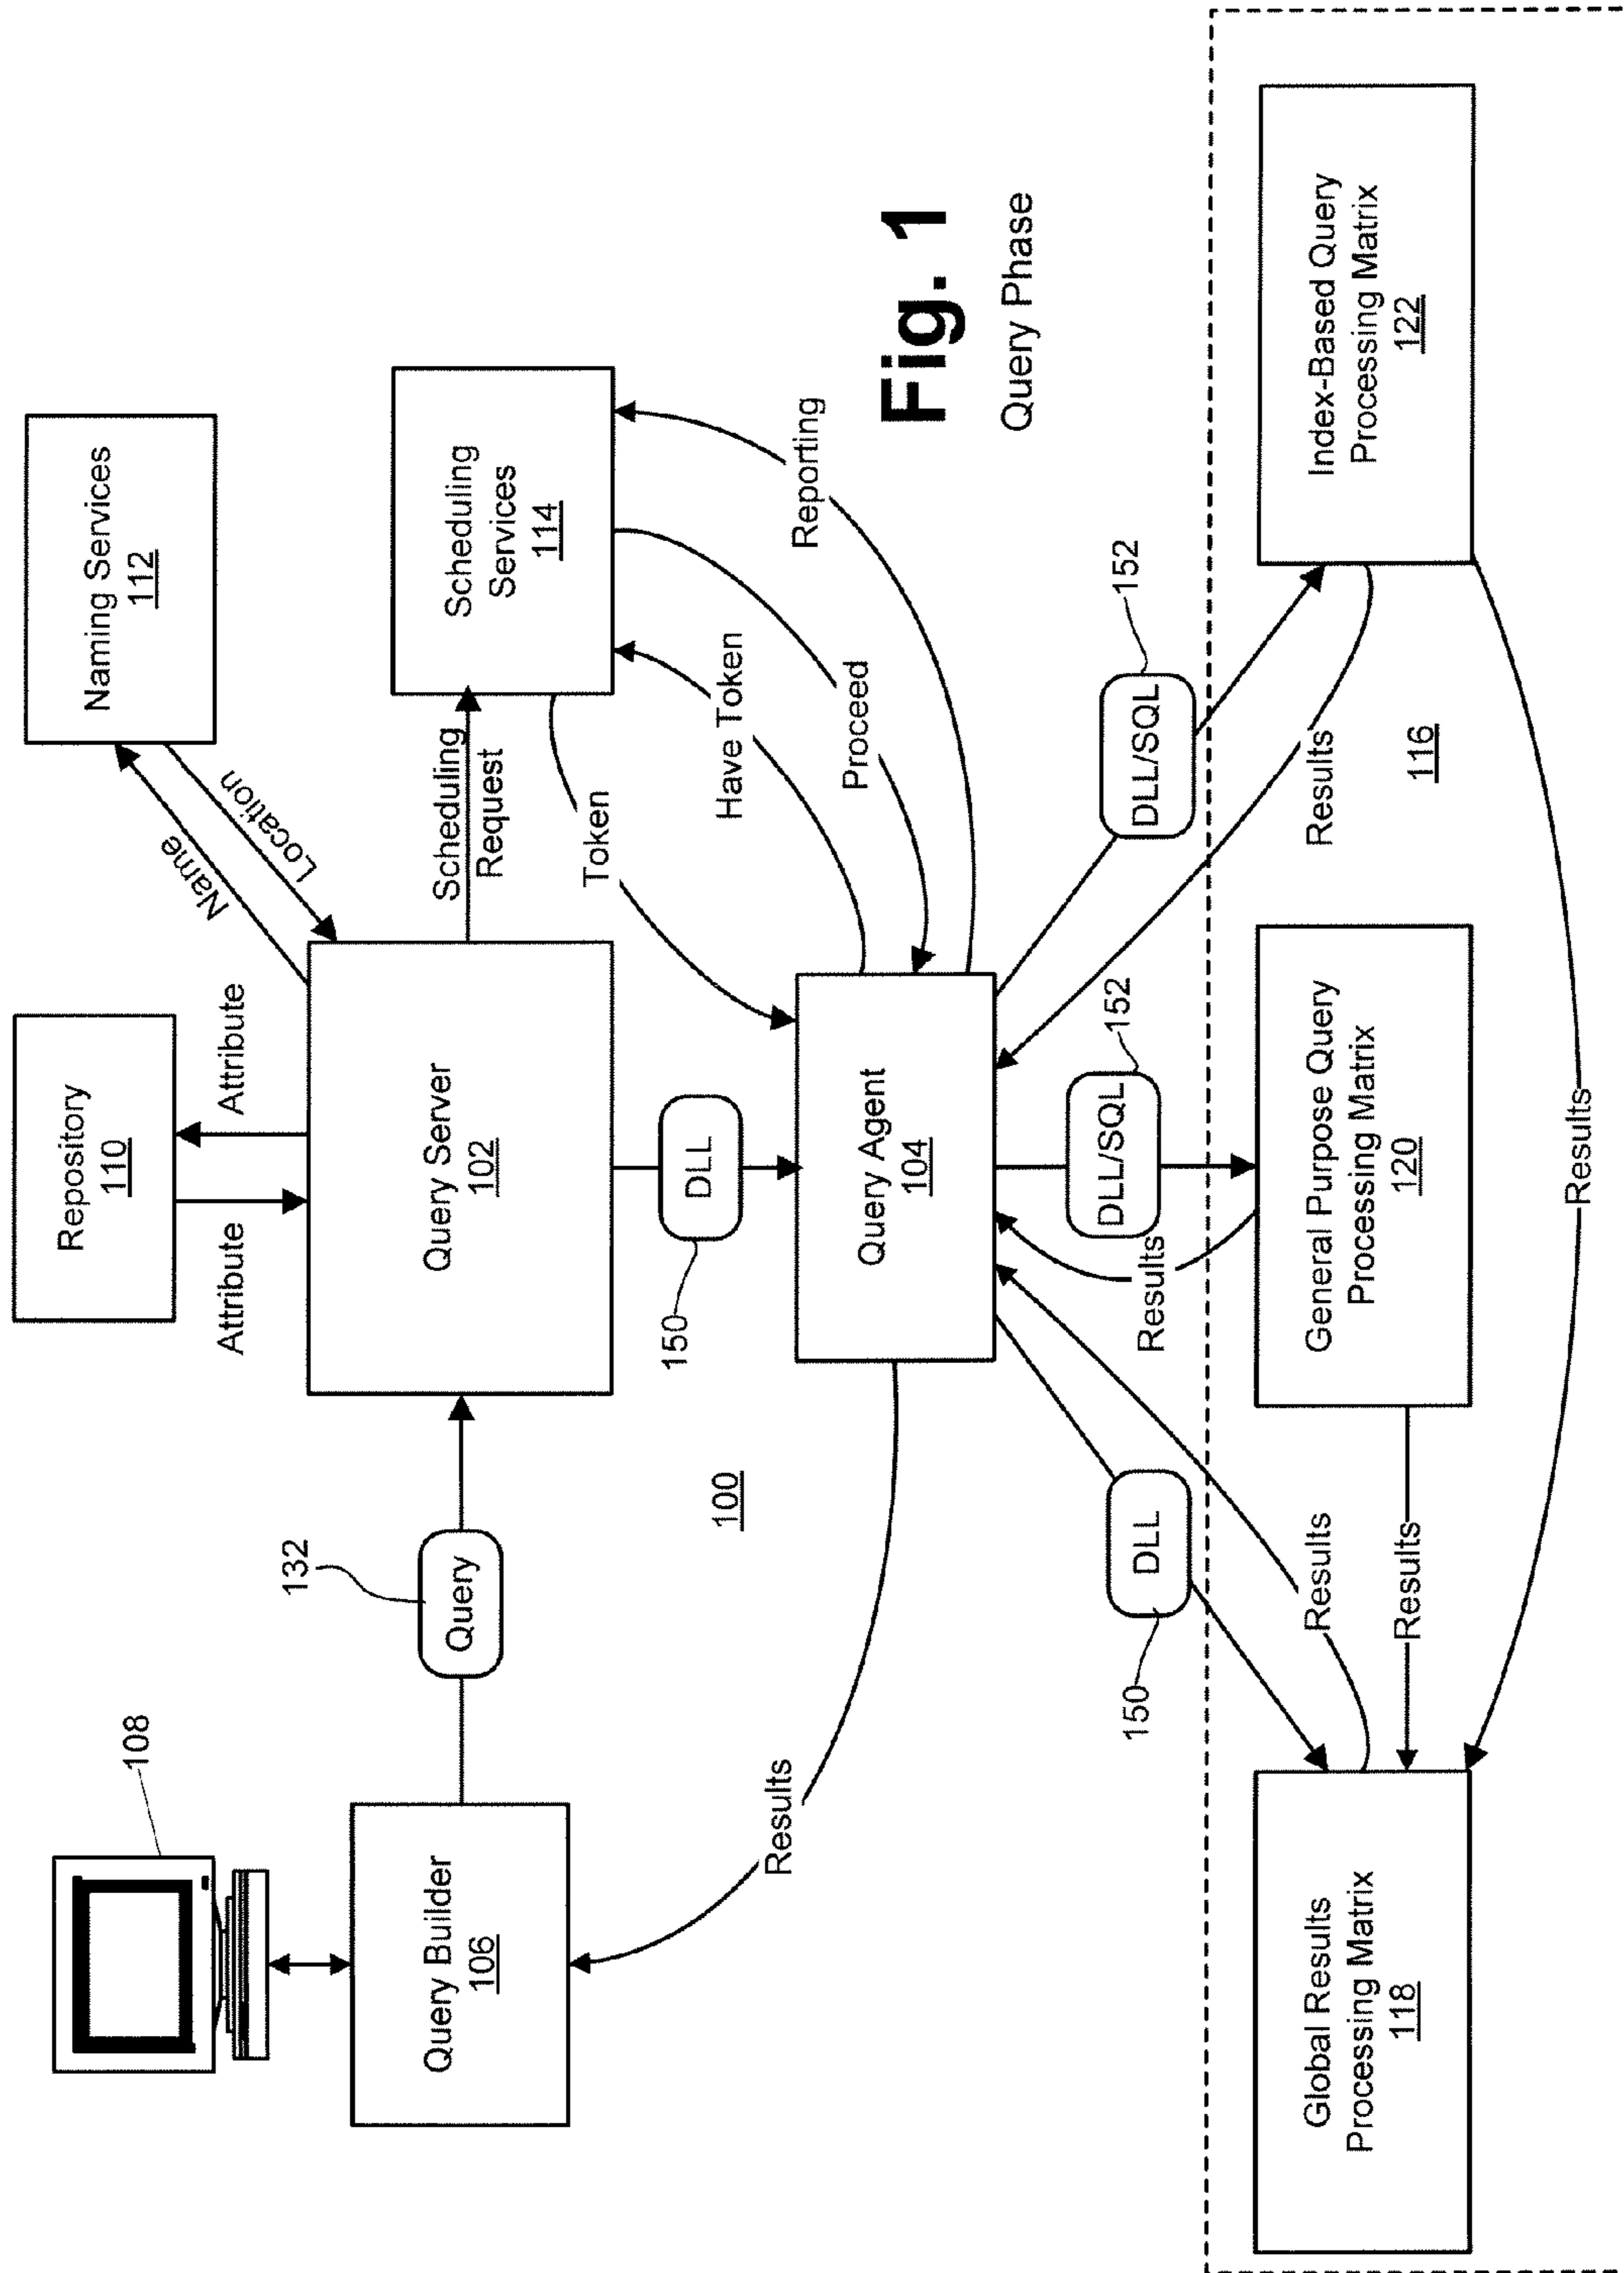 108
Query Builder
106
132
Query
Repository
110
Attribute
Attribute
Naming Services
112
Name
Location
Query Server
102
Scheduling
Request
Scheduling
Services
114
Token
Have Token
Proceed
Reporting
150
DLL
100
Results
Query Agent
104
Fig. 1
Query Phase
150
DLL
Results
DLL/SQL
152
DLL/SQL
152
Results
Results
Results
116
Global Results
Processing Matrix
118
General Purpose Query
Processing Matrix
120
Index-Based Query
Processing Matrix
122
Results